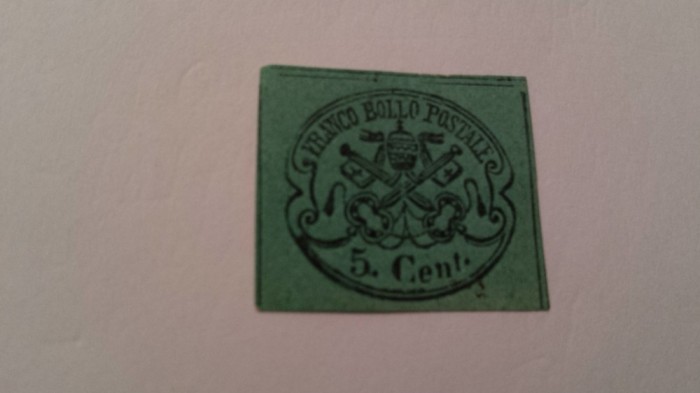 FRANCO BOLLO POSTALE
5. Cent.